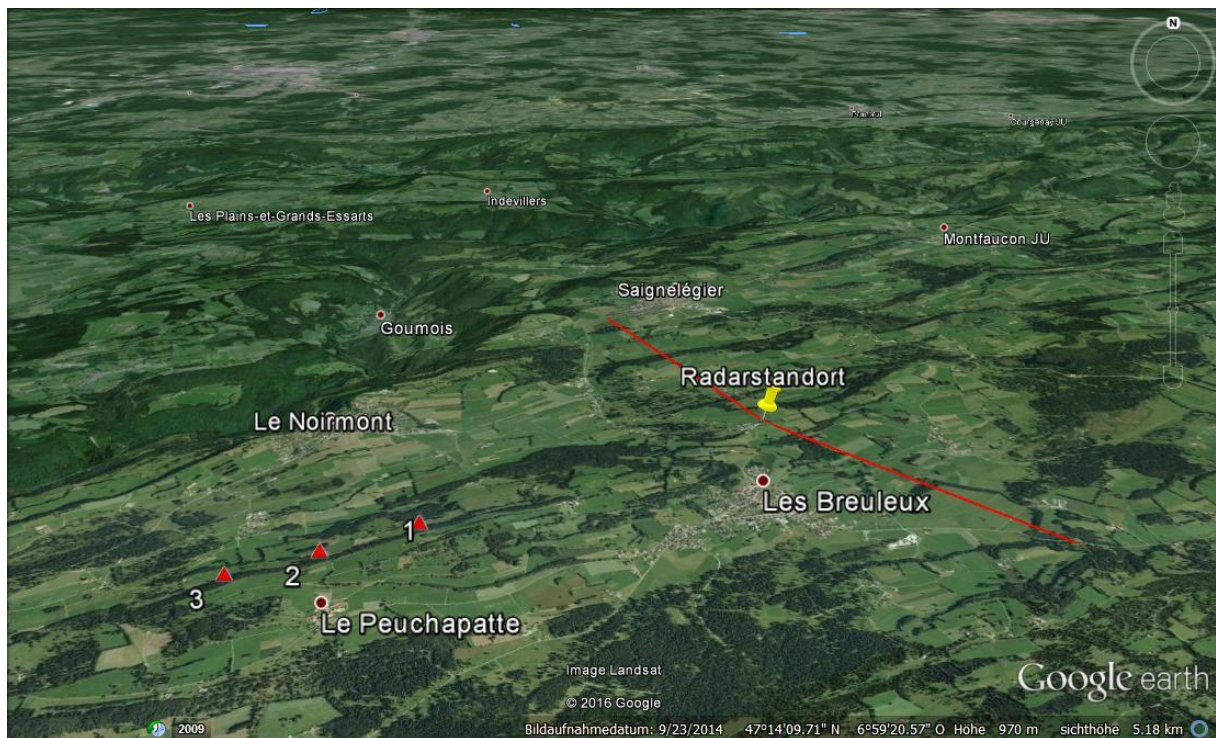 N
Courgenay JU
Indevillers
Les Plains-et-Grands-Essarts
Montfaucon JU
Saignelégier
Goumois
Radarstandort
Le Noirmont
Les Breuleux
1
2
3
Le Peuchapatte
Image Landsat
Google earth
© 2016 Google
2009
Bildaufnahmedatum: 9/23/2014 47°14'09.71" N 6°59'20.57" O Höhe 970 m sichthöhe 5.18 km